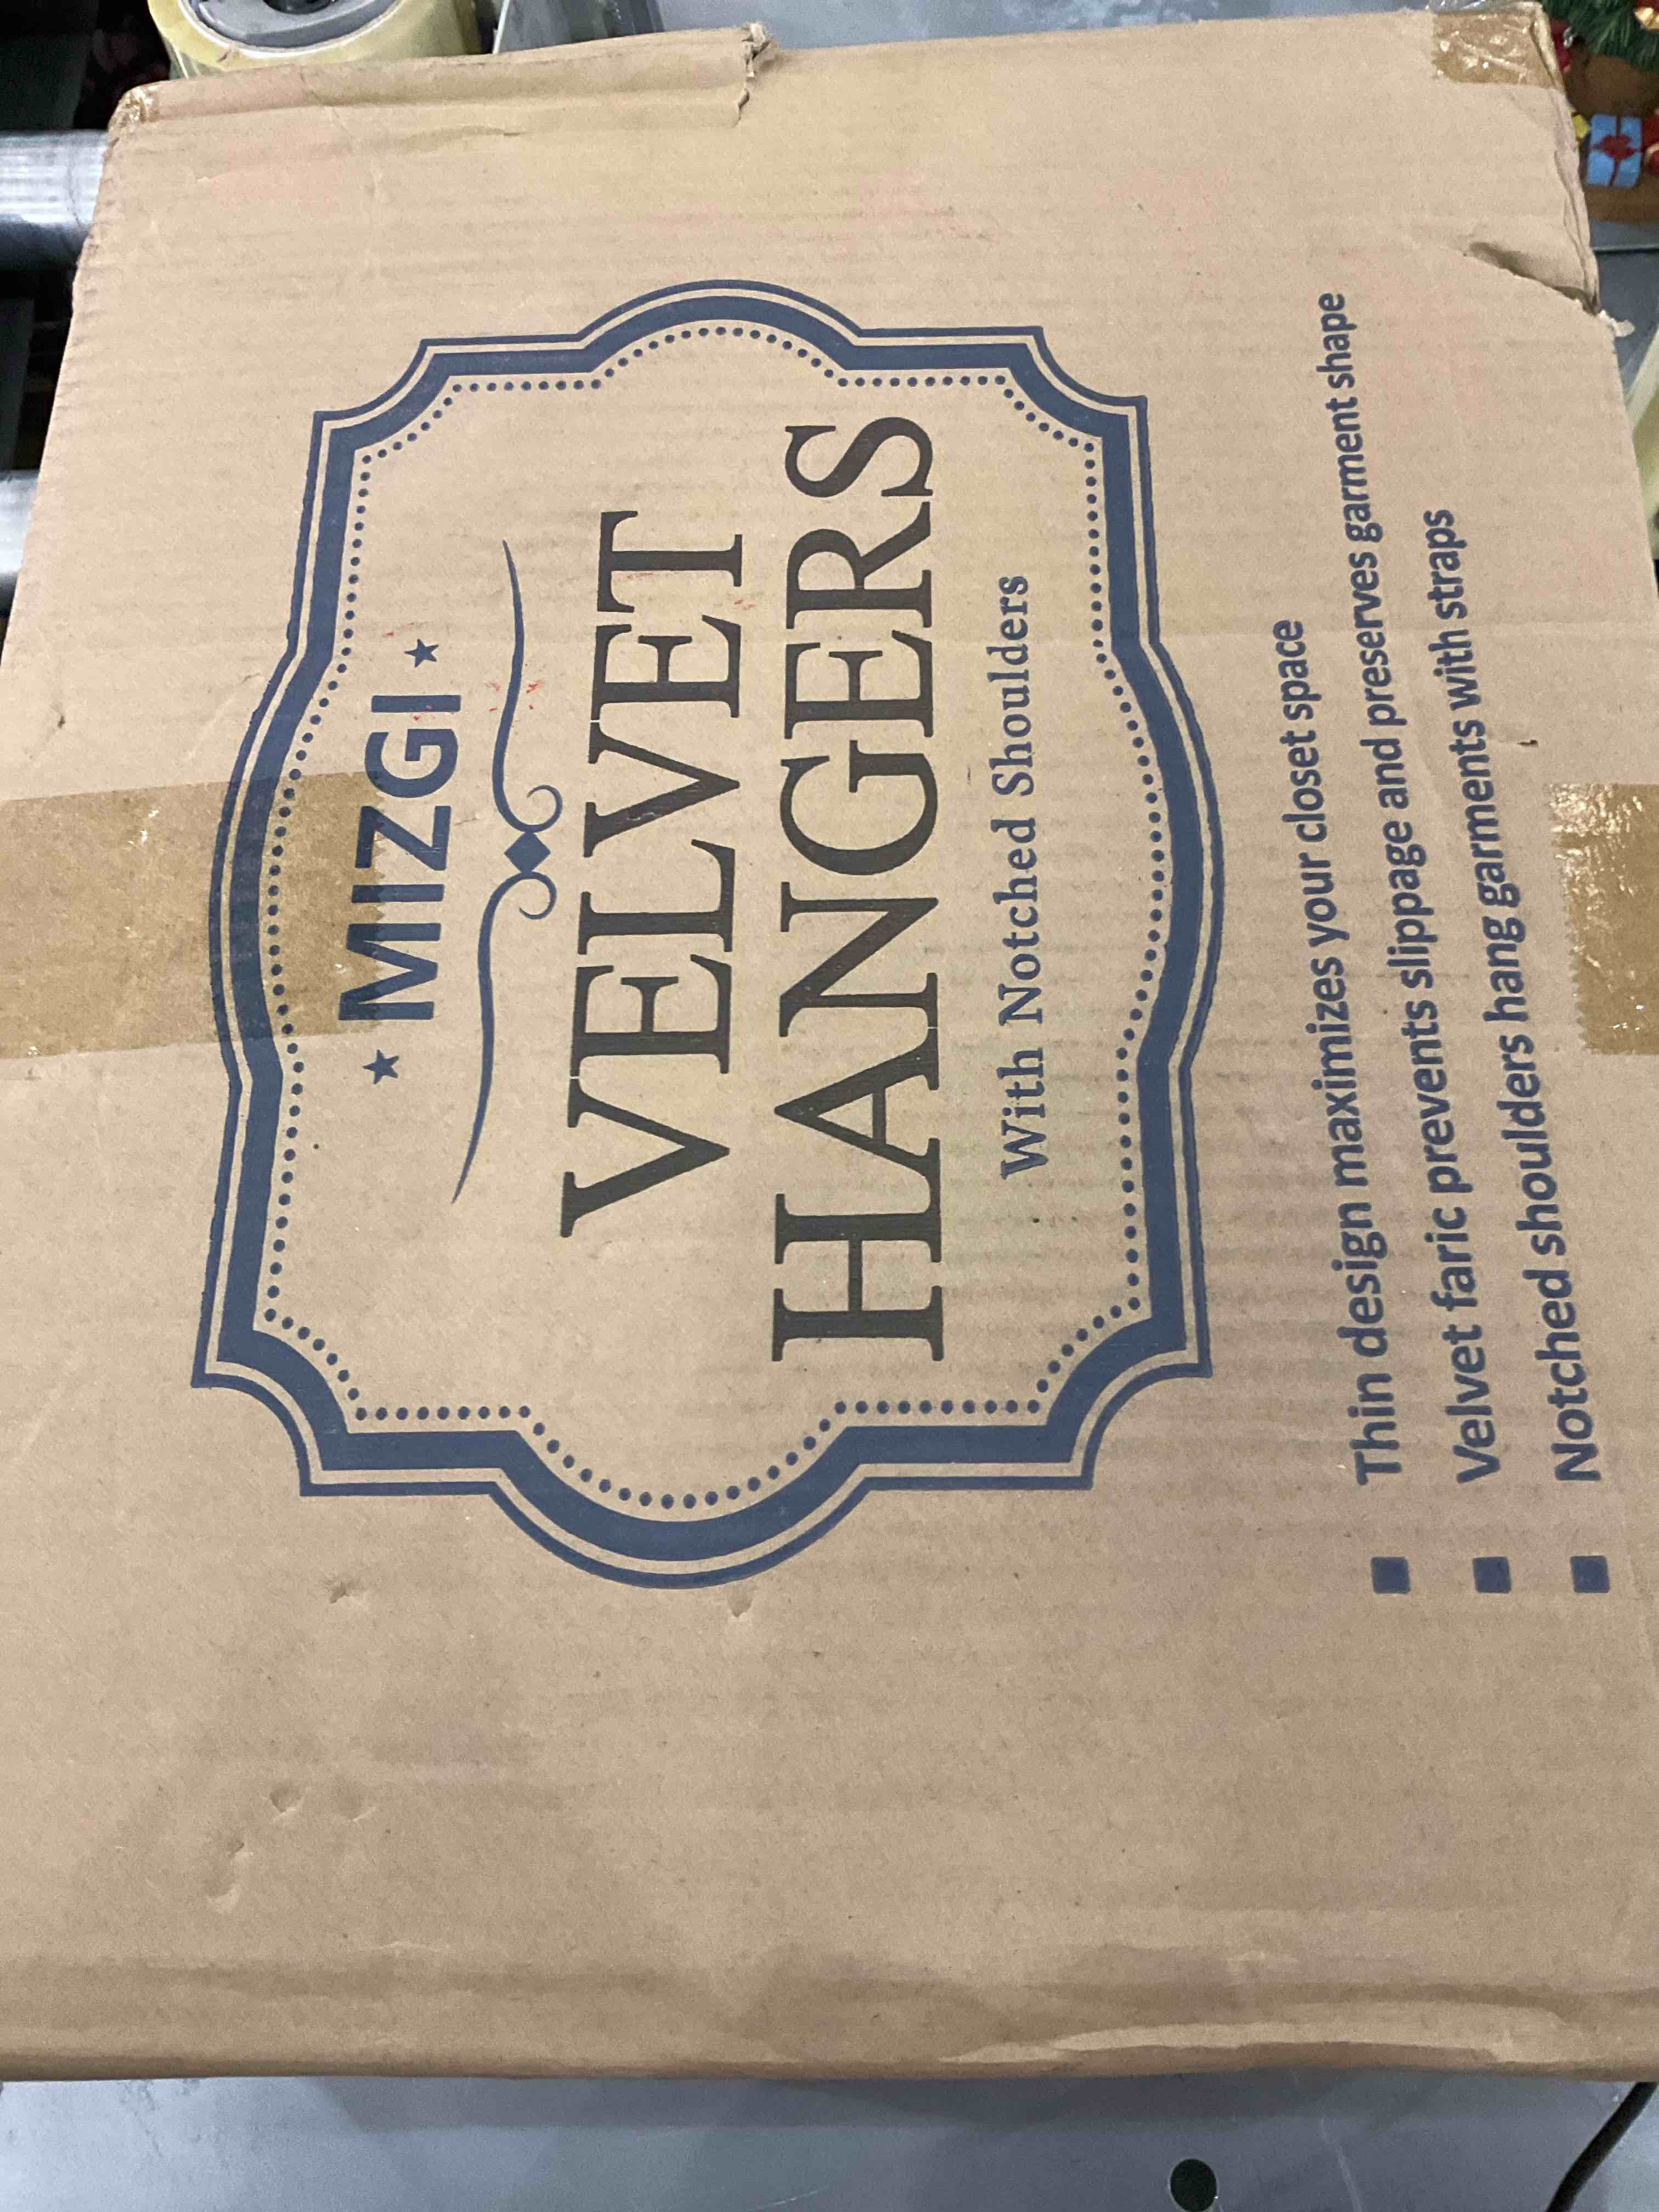 MIZGI
VELVET
HANGERS
With Notched Shoulders
Thin design maximizes your closet space
Velvet faric prevents slippage and preserves garment shape
Notched shoulders hang garments with straps